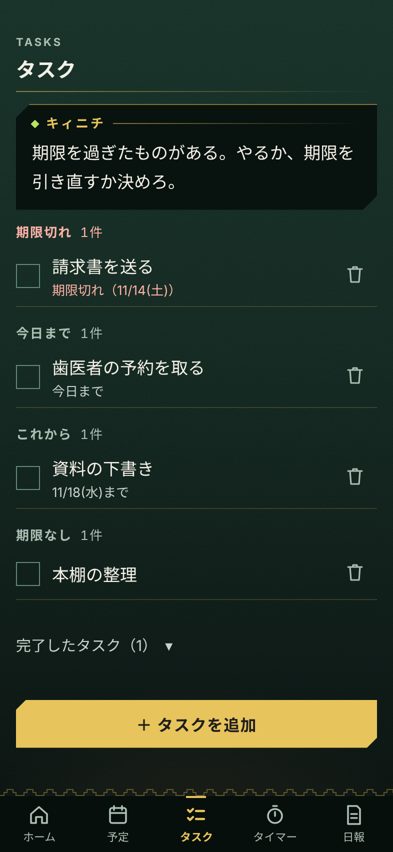 TASKS
タスク
キィニチ
期限を過ぎたものがある。やるか、期限を
引き直すか決めろ。
期限切れ 1件
請求書を送る
期限切れ（11/14(土)）
今日まで 1件
歯医者の予約を取る
今日まで
これから 1件
資料の下書き
11/18(水)まで
期限なし 1件
本棚の整理
完了したタスク（1） ▼
＋ タスクを追加
ホーム 予定 タスク タイマー 日報